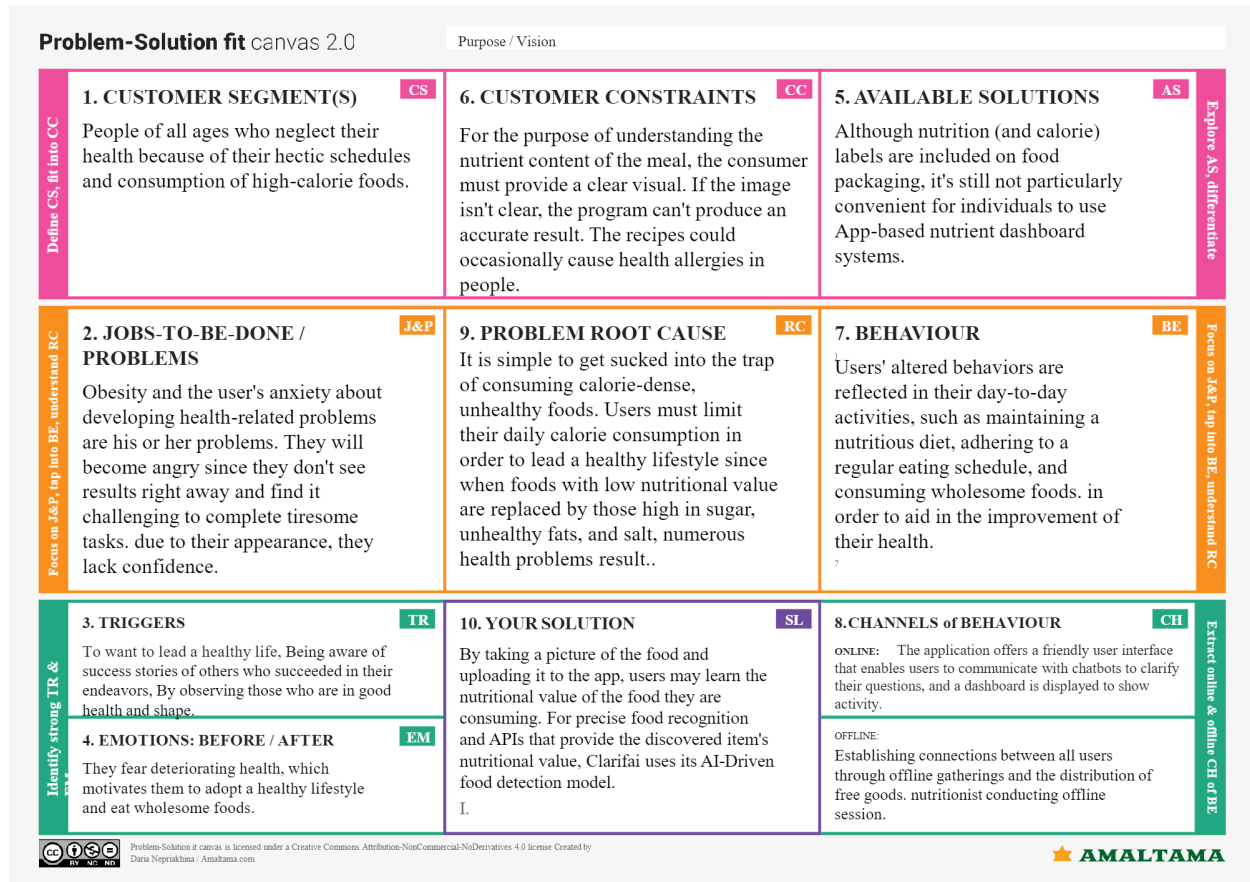 Problem-Solution fit canvas 2.0
Purpose / Vision
Define CS, fit into CC
1. CUSTOMER SEGMENT(S)
CS
People of all ages who neglect their
health because of their hectic schedules
and consumption of high-calorie foods.
6. CUSTOMER CONSTRAINTS
CC
For the purpose of understanding the
nutrient content of the meal, the consumer
must provide a clear visual. If the image
isn't clear, the program can't produce an
accurate result. The recipes could
occasionally cause health allergies in
people.
5. AVAILABLE SOLUTIONS
AS
Although nutrition (and calorie)
labels are included on food
packaging, it's still not particularly
convenient for individuals to use
App-based nutrient dashboard
systems.
Explore AS, differentiate
Focus on J&P, tap into BE, understand RC
2. JOBS-TO-BE-DONE /
PROBLEMS
J&P
Obesity and the user's anxiety about
developing health-related problems
are his or her problems. They will
become angry since they don't see
results right away and find it
challenging to complete tiresome
tasks. due to their appearance, they
lack confidence.
9. PROBLEM ROOT CAUSE
RC
It is simple to get sucked into the trap
of consuming calorie-dense,
unhealthy foods. Users must limit
their daily calorie consumption in
order to lead a healthy lifestyle since
when foods with low nutritional value
are replaced by those high in sugar,
unhealthy fats, and salt, numerous
health problems result..
7. BEHAVIOUR
BE
Users' altered behaviors are
reflected in their day-to-day
activities, such as maintaining a
nutritious diet, adhering to a
regular eating schedule, and
consuming wholesome foods. in
order to aid in the improvement of
their health.
?
Focus on J&P, tap into BE, understand RC
Identify strong TR &
3. TRIGGERS
TR
To want to lead a healthy life, Being aware of
success stories of others who succeeded in their
endeavors, By observing those who are in good
health and shape.
4. EMOTIONS: BEFORE / AFTER
EM
They fear deteriorating health, which
motivates them to adopt a healthy lifestyle
and eat wholesome foods.
10. YOUR SOLUTION
SL
By taking a picture of the food and
uploading it to the app, users may learn the
nutritional value of the food they are
consuming. For precise food recognition
and APIs that provide the discovered item's
nutritional value, Clarifai uses its AI-Driven
food detection model.
I.
8.CHANNELS of BEHAVIOUR
CH
ONLINE: The application offers a friendly user interface
that enables users to communicate with chatbots to clarify
their questions, and a dashboard is displayed to show
activity.
OFFLINE:
Establishing connections between all users
through offline gatherings and the distribution of
free goods. nutritionist conducting offline
session.
Extract online & offline CH of BE
CC BY NC ND
Problem-Solution it canvas is licensed under a Creative Commons Attribution-NonCommercial-NoDerivatives 4.0 license Created by
Daria Nepriakhina / Amaltama.com
AMALTAMA